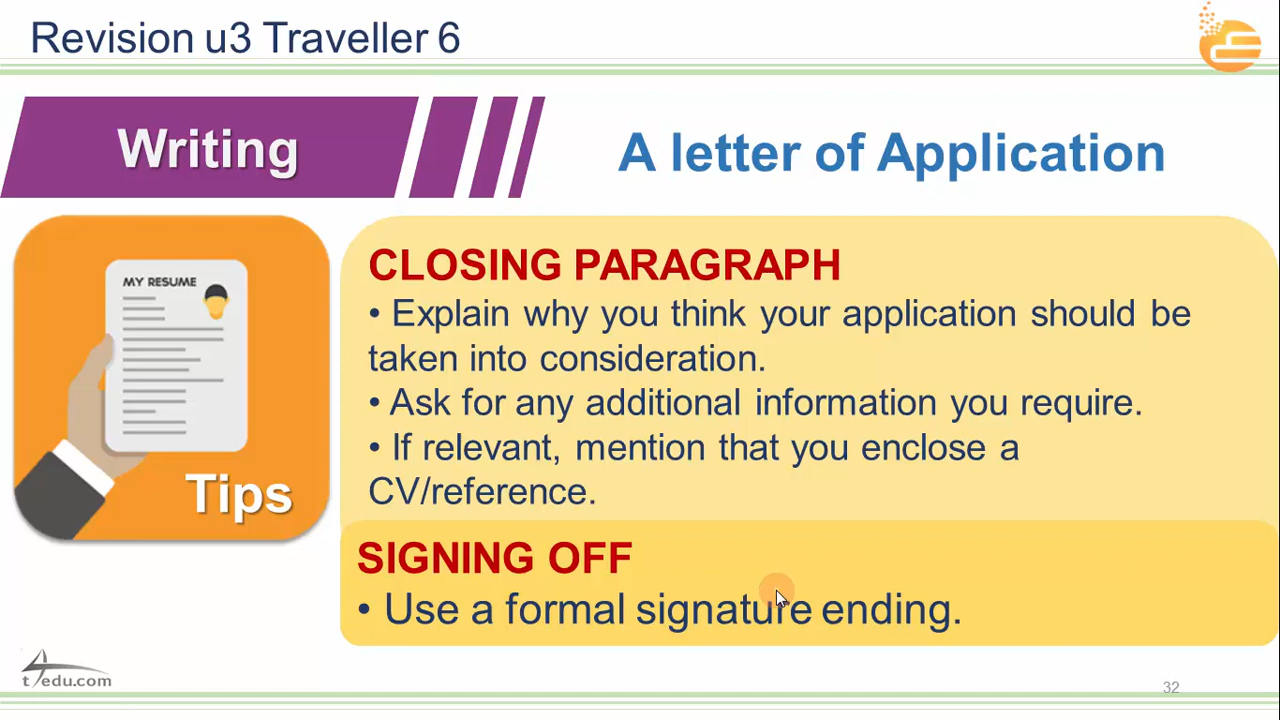 Revision u3 Traveller 6
Writing
A letter of Application
MY RESUME
Tips
CLOSING PARAGRAPH
• Explain why you think your application should be
taken into consideration.
• Ask for any additional information you require.
• If relevant, mention that you enclose a
CV/reference.
SIGNING OFF
• Use a formal signature ending.
t4edu.com
32